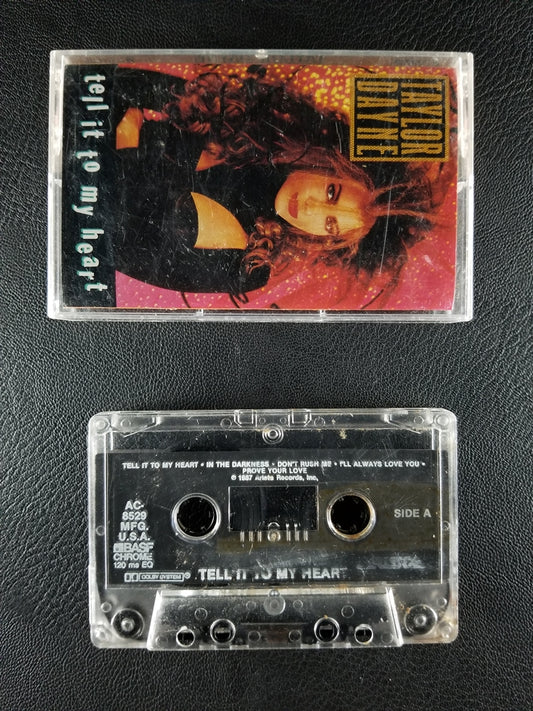 TAYLOR
DAYNE
tell it to my heart
TELL IT TO MY HEART • IN THE DARKNESS • DON'T RUSH ME • I'LL ALWAYS LOVE YOU •
PROVE YOUR LOVE
© 1987 Arista Records, Inc.
AC-
8529
MFG.
U.S.A.
BASF
CHROME
120 ms EQ
SIDE A
DOLBY SYSTEM
TELL IT TO MY HEART